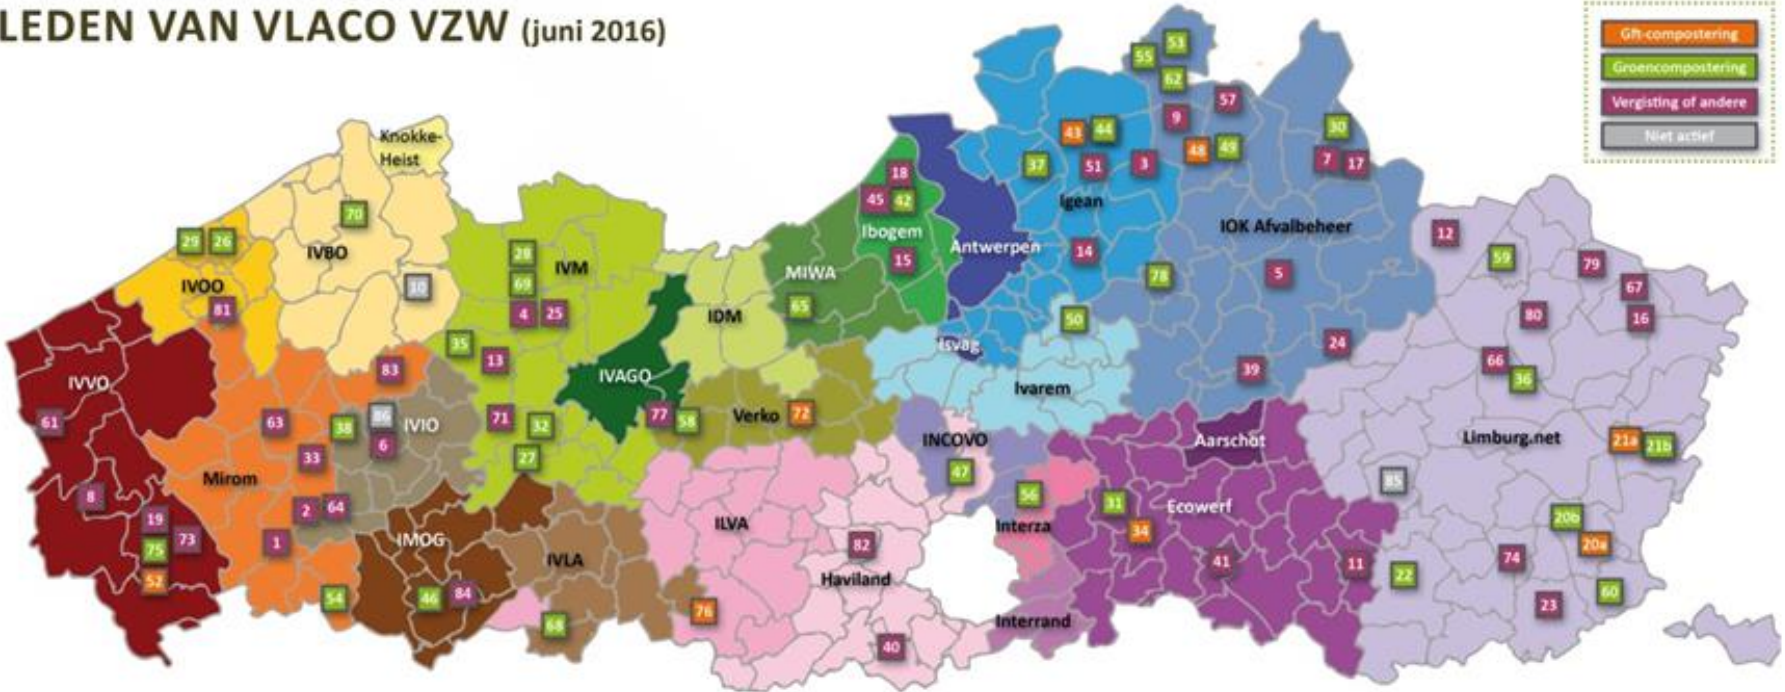 LEDEN VAN VLACO VZW (juni 2016)
Gft-compostering
Groencompostering
Vergisting of andere
Niet actief
53
55
62
57
9
48
49
30
7
17
43
44
37
51
3
Igean
IOK Afvalbeheer
14
78
5
50
24
39
Knokke-
Heist
70
IVBO
10
29
26
IVOO
81
28
IVM
69
4
25
35
13
83
18
45
42
Ibogem
15
Antwerpen
MIWA
65
IDM
IVAGO
Isvag
Ivarem
12
59
79
67
80
16
66
36
Limburg.net
21a
21b
85
20b
20a
22
74
23
60
IVVO
61
8
19
73
75
52
63
38
86
6
IVIO
33
Mirom
2
64
1
54
71
32
27
77
58
Verko
72
IMOG
46
84
IVLA
68
ILVA
76
82
Haviland
40
INCOVO
47
56
Interza
Interrand
Aarschot
Ecowerf
31
34
41
11